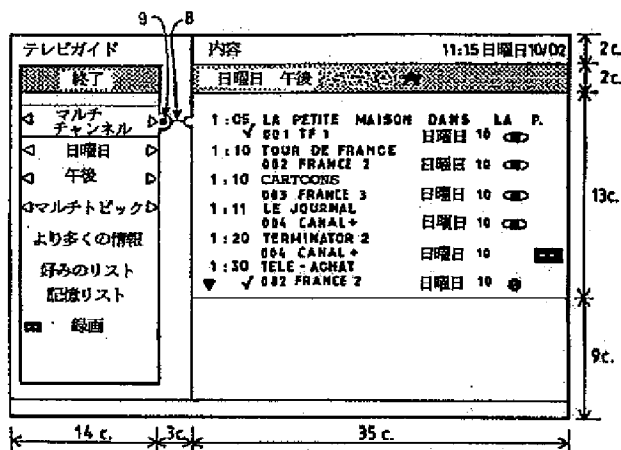 9 8
テレビガイド
内容 11:15日曜日10/02
2c.
終了
日曜日 午後
2c.
マルチ
チャンネル
日曜日
午後
マルチトピック
より多くの情報
好みのリスト
記憶リスト
録画
1:05 LA PETITE MAISON DANS LA P.
001 TF 1 日曜日 10
1:10 TOUR DE FRANCE
002 FRANCE 2 日曜日 10
1:10 CARTOONS
003 FRANCE 3 日曜日 10
1:11 LE JOURNAL
004 CANAL+ 日曜日 10
1:20 TERMINATOR 2
004 CANAL+ 日曜日 10
1:30 TELE-ACHAT
002 FRANCE 2 日曜日 10
13c.
9c.
14 c. 3c. 35 c.